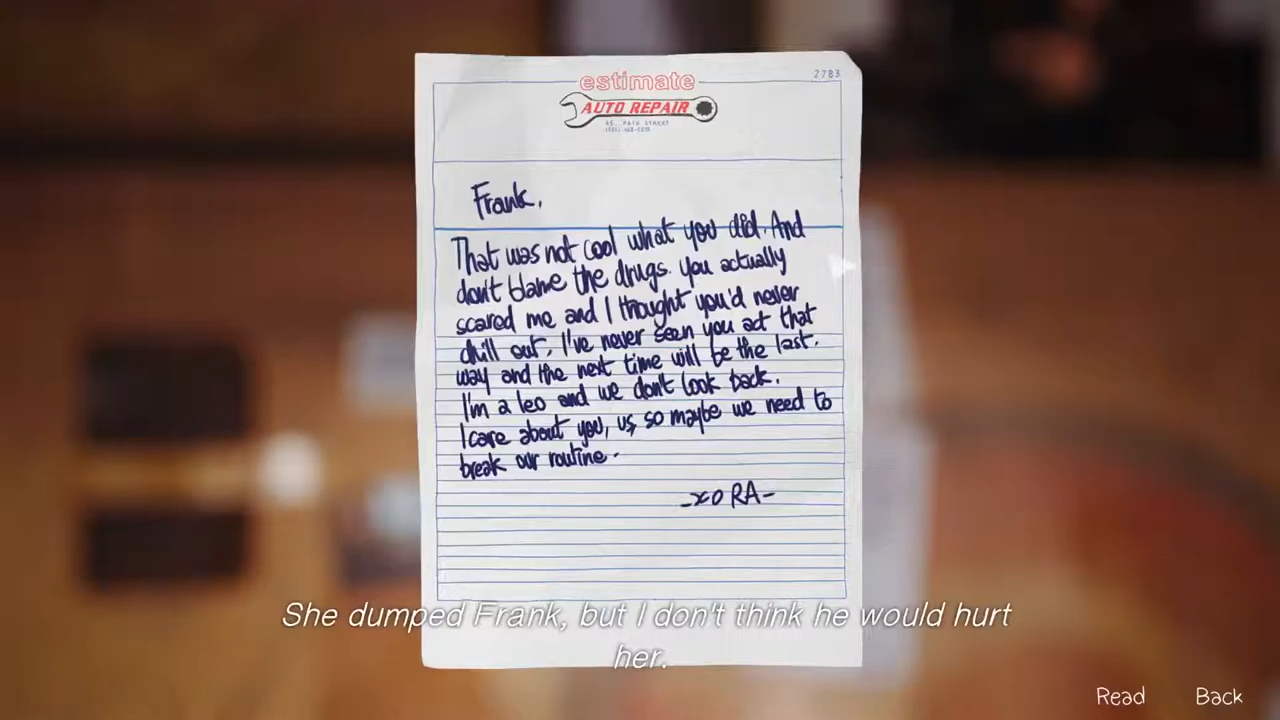 estimate
2783
AUTO REPAIR
Frank,
That was not cool what you did. And
don't blame the drugs. You actually
scared me and I thought you'd never
chill out. I've never seen you act that
way and the next time will be the last.
I'm a leo and we don't look back.
I care about you, us, so maybe we need to
break our routine.
-xo RA-
She dumped Frank, but I don't think he would hurt
her.
Read Back